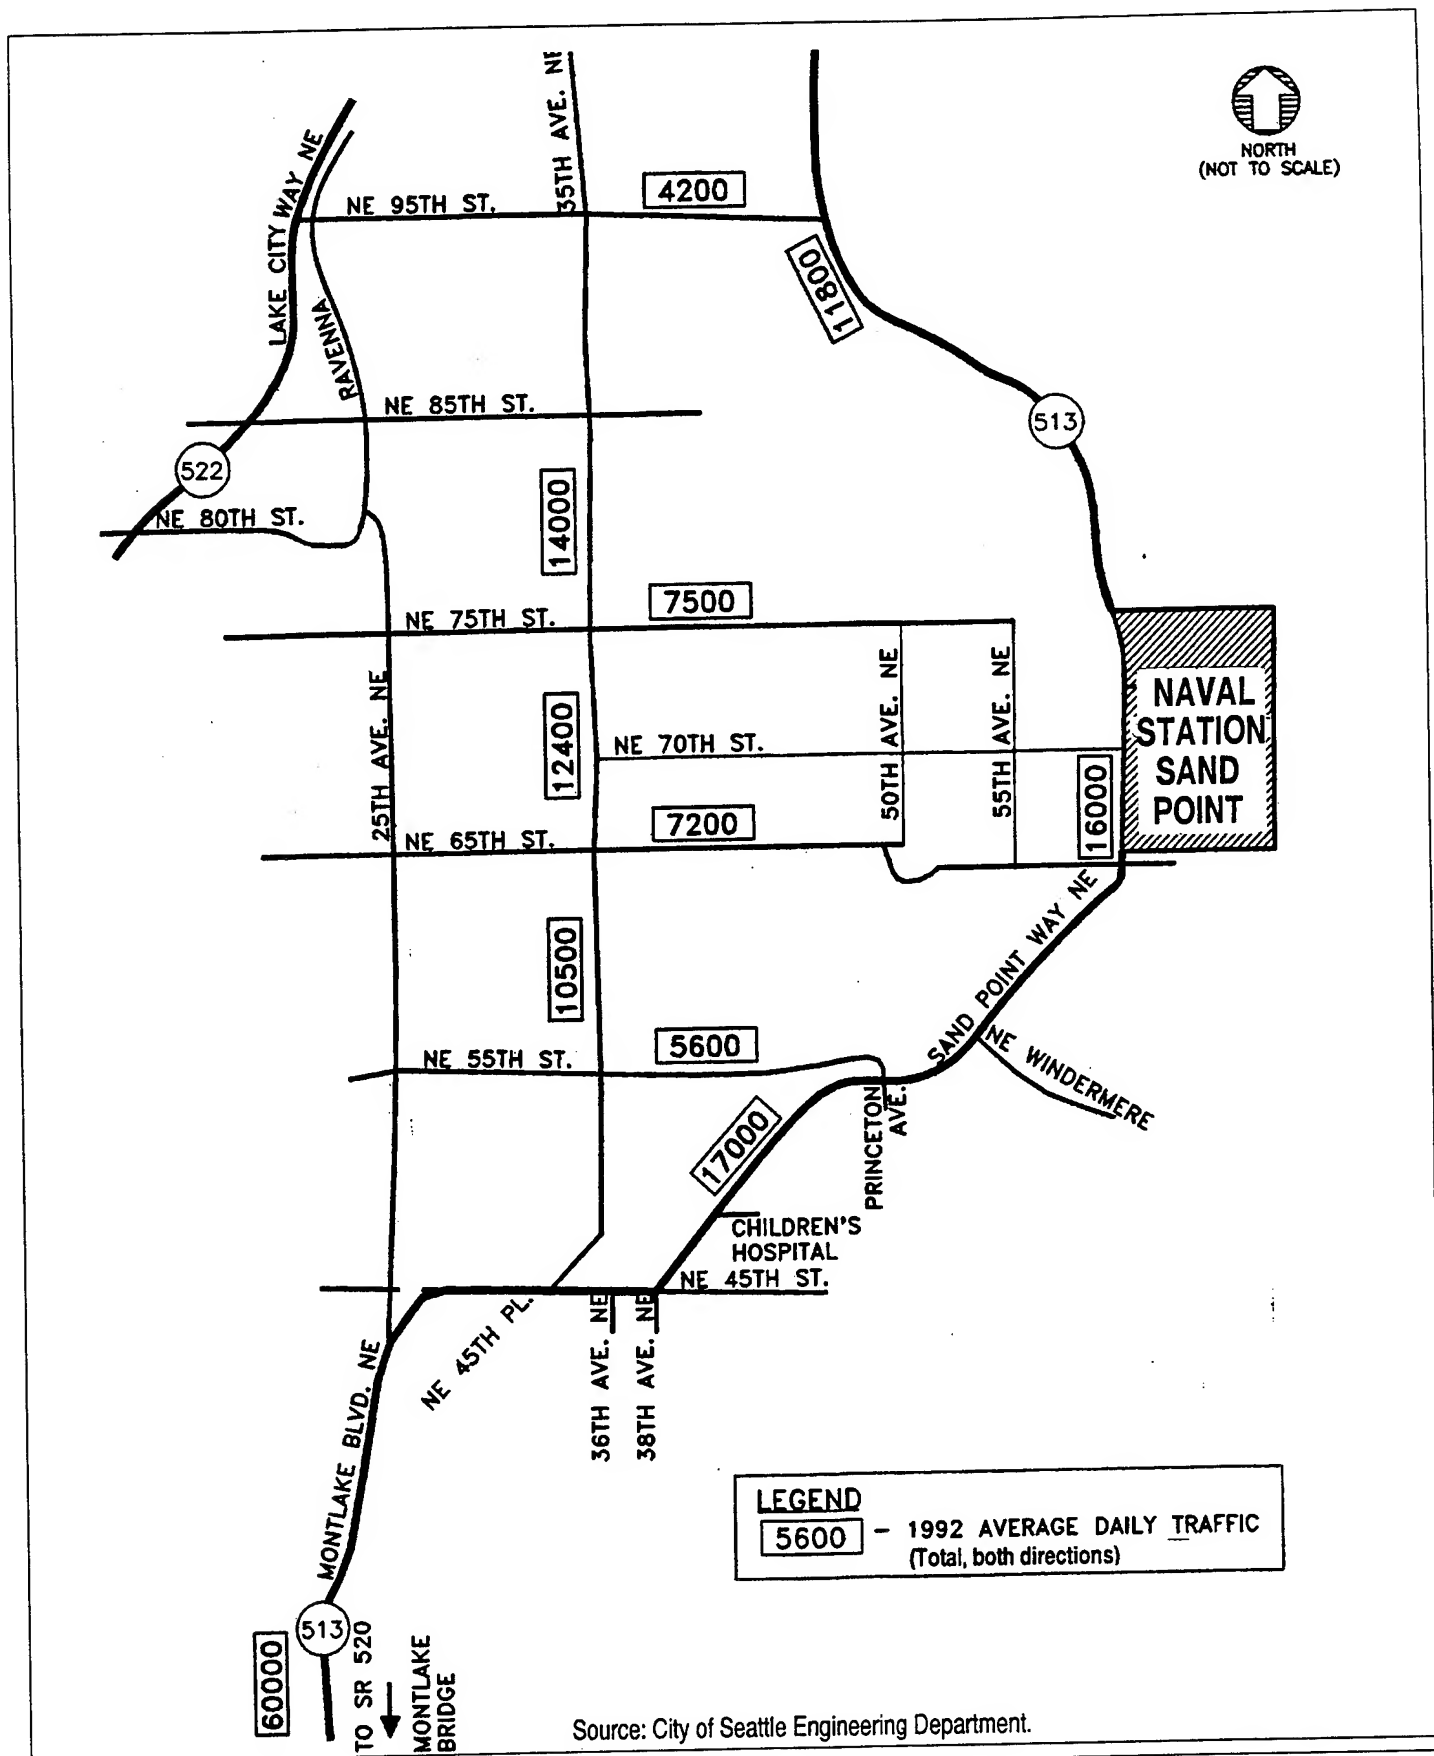 35TH AVE. NE
NORTH
(NOT TO SCALE)
LAKE CITY WAY NE
NE 95TH ST.
4200
11800
RAVENNA
NE 85TH ST.
513
522
NE 80TH ST.
14000
7500
NE 75TH ST.
25TH AVE. NE
12400
NE 70TH ST.
50TH AVE. NE
55TH AVE. NE
NAVAL
STATION
SAND
POINT
16000
7200
NE 65TH ST.
10500
SAND POINT WAY NE
NE 55TH ST.
5600
NE WINDERMERE
PRINCETON
AVE.
17000
CHILDREN'S
HOSPITAL
NE 45TH ST.
NE 45TH PL.
36TH AVE. NE
38TH AVE. NE
MONTLAKE BLVD. NE
LEGEND
5600 - 1992 AVERAGE DAILY TRAFFIC
(Total, both directions)
513
60000
TO SR 520
MONTLAKE
BRIDGE
Source: City of Seattle Engineering Department.